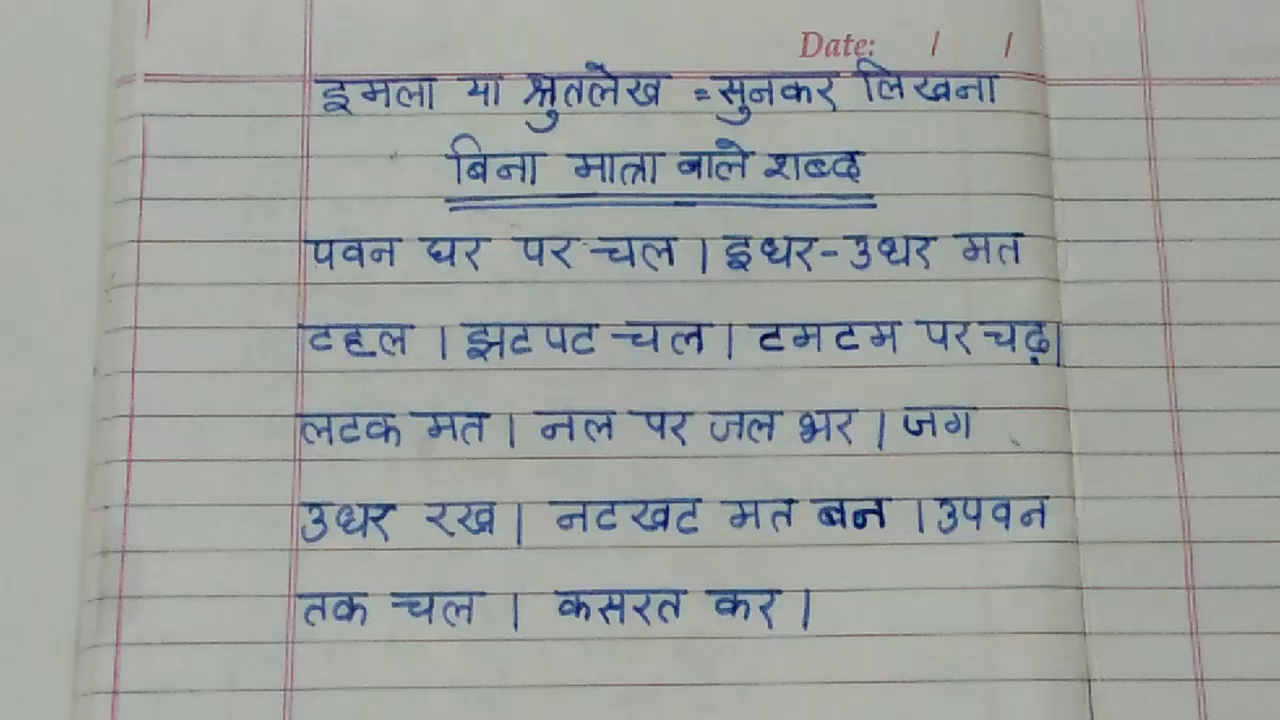 Date: / /
इमला या श्रुतलेख = सुनकर लिखना
बिना मात्रा वाले शब्द
पवन घर पर चल । इधर-उधर मत
टहल । झटपट चल । टमटम पर चढ़।
लटक मत । नल पर जल भर । जग
उधर रख । नटखट मत बन । उपवन
तक चल । कसरत कर ।